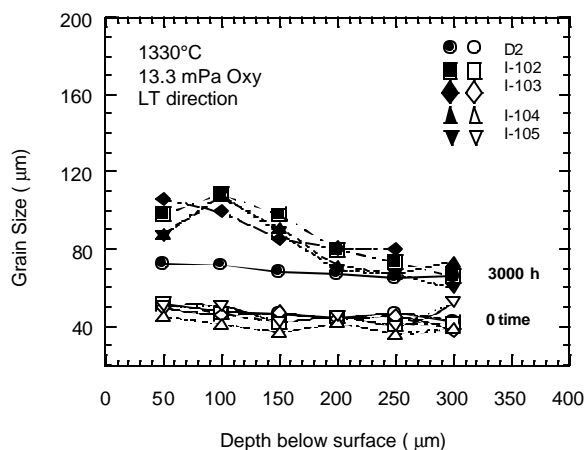 200
160
120
80
40
Grain Size ( μm)
1330°C
13.3 mPa Oxy
LT direction
D2
I-102
I-103
I-104
I-105
3000 h
0 time
0 50 100 150 200 250 300 350 400
Depth below surface ( μm)